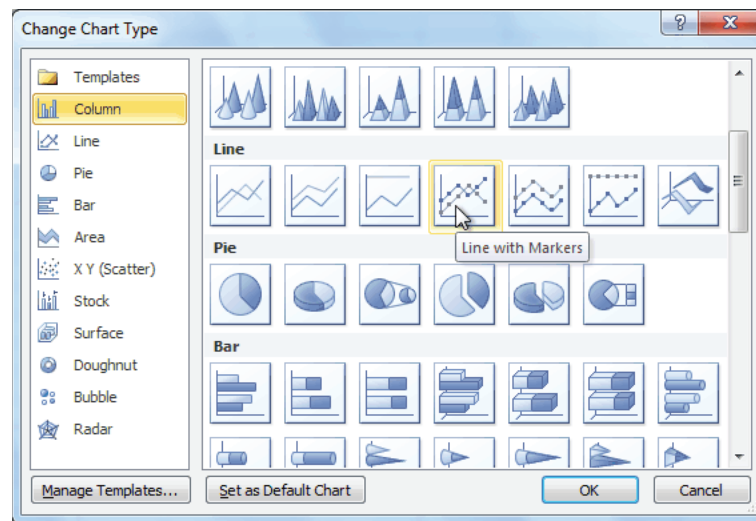 Change Chart Type
Templates
Column
Line
Pie
Bar
Area
X Y (Scatter)
Stock
Surface
Doughnut
Bubble
Radar
Line
Line with Markers
Pie
Bar
Manage Templates...
Set as Default Chart
OK
Cancel